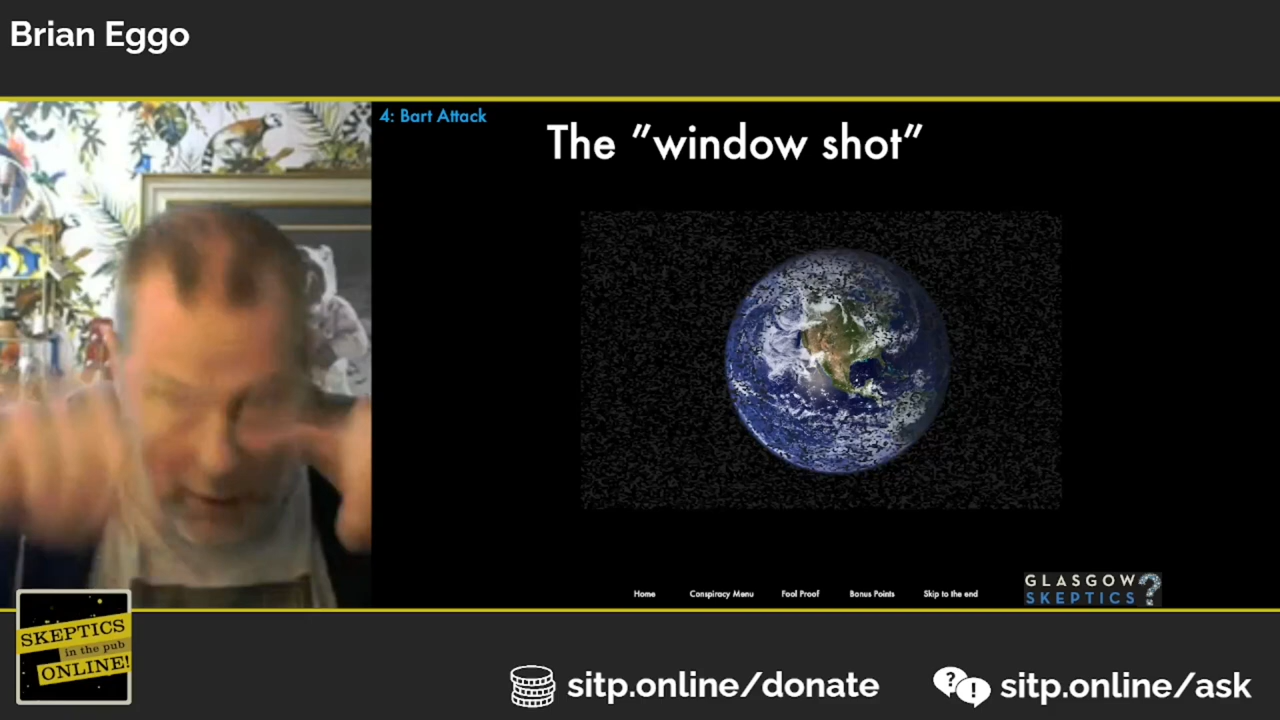 Brian Eggo
4: Bart Attack
The "window shot"
Home
Conspiracy Menu
Fool Proof
Bonus Points
Skip to the end
GLASGOW
SKEPTICS
?
SKEPTICS
in the pub
ONLINE!
sitp.online/donate
? !
sitp.online/ask